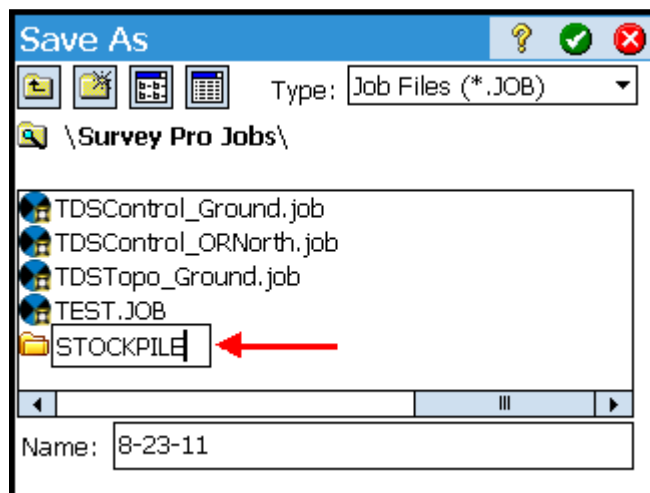 Save As
Type: Job Files (*.JOB)
\Survey Pro Jobs\
TDSControl_Ground.job
TDSControl_ORNorth.job
TDSTopo_Ground.job
TEST.JOB
STOCKPILE
Name: 8-23-11